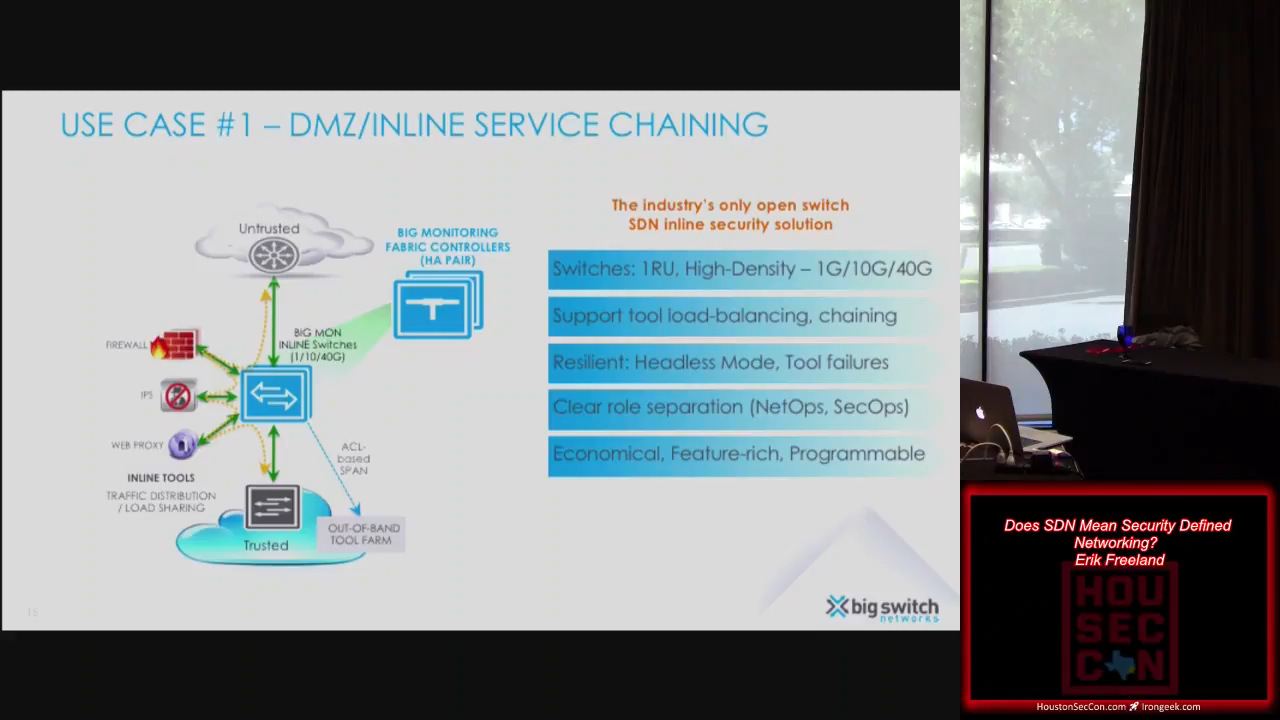 USE CASE #1 – DMZ/INLINE SERVICE CHAINING
Untrusted
BIG MONITORING
FABRIC CONTROLLERS
(HA PAIR)
BIG MON
INLINE Switches
(1/10/40G)
FIREWALL
IPS
WEB PROXY
INLINE TOOLS
TRAFFIC DISTRIBUTION
/ LOAD SHARING
ACL-
based
SPAN
OUT-OF-BAND
TOOL FARM
Trusted
The industry's only open switch
SDN inline security solution
Switches: 1RU, High-Density – 1G/10G/40G
Support tool load-balancing, chaining
Resilient: Headless Mode, Tool failures
Clear role separation (NetOps, SecOps)
Economical, Feature-rich, Programmable
15
big switch
networks
Does SDN Mean Security Defined
Networking?
Erik Freeland
HOU
SEC
CON
HoustonSecCon.com Irongeek.com